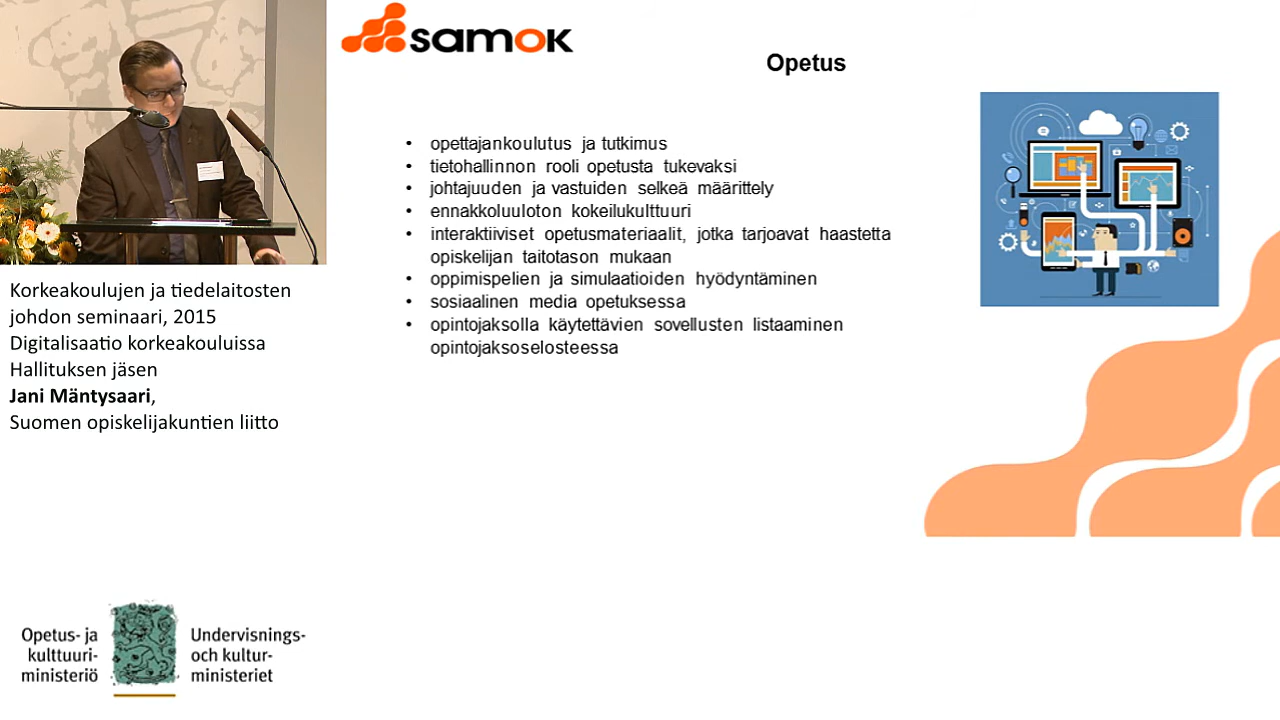 samok
Opetus
• opettajankoulutus ja tutkimus
• tietohallinnon rooli opetusta tukevaksi
• johtajuuden ja vastuiden selkeä määrittely
• ennakkoluuloton kokeilukulttuuri
• interaktiiviset opetusmateriaalit, jotka tarjoavat haastetta
opiskelijan taitotason mukaan
• oppimispelien ja simulaatioiden hyödyntäminen
• sosiaalinen media opetuksessa
• opintojaksolla käytettävien sovellusten listaaminen
opintojaksoselosteessa
Korkeakoulujen ja tiedelaitosten
johdon seminaari, 2015
Digitalisaatio korkeakouluissa
Hallituksen jäsen
Jani Mäntysaari,
Suomen opiskelijakuntien liitto
Opetus- ja
kulttuuri-
ministeriö
Undervisnings-
och kultur-
ministeriet